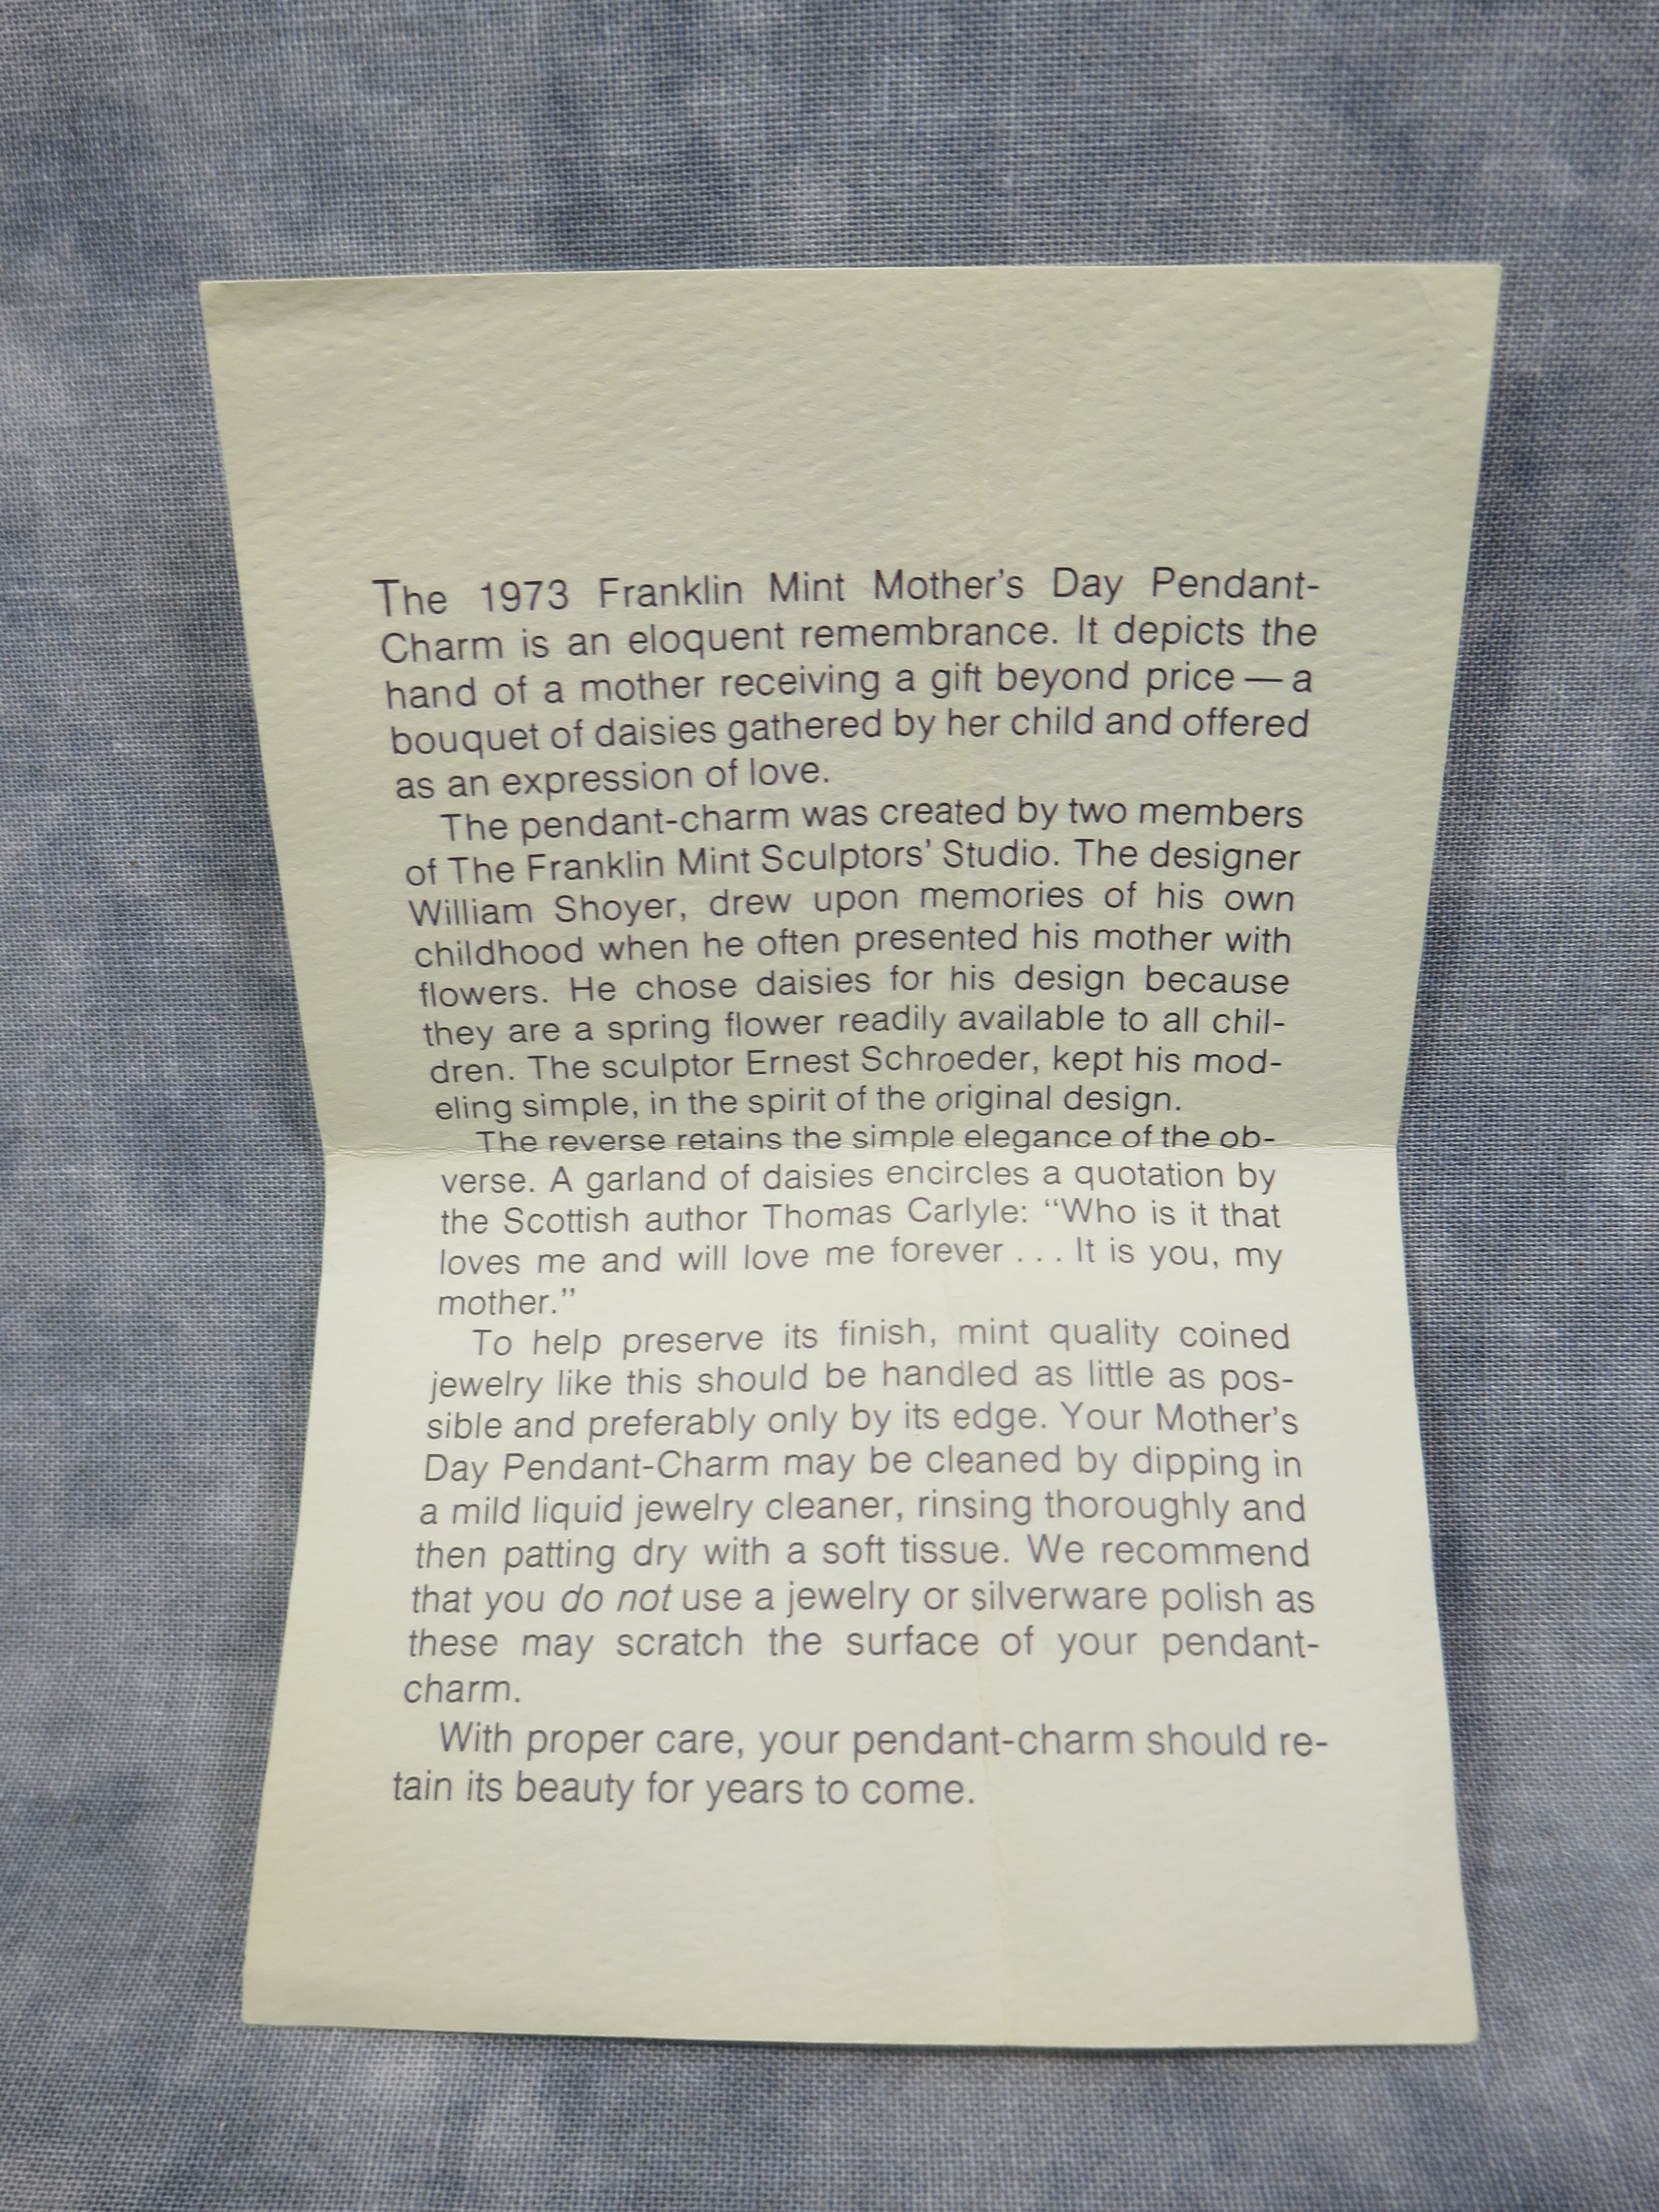 The 1973 Franklin Mint Mother's Day Pendant-
Charm is an eloquent remembrance. It depicts the
hand of a mother receiving a gift beyond price — a
bouquet of daisies gathered by her child and offered
as an expression of love.
The pendant-charm was created by two members
of The Franklin Mint Sculptors' Studio. The designer
William Shoyer, drew upon memories of his own
childhood when he often presented his mother with
flowers. He chose daisies for his design because
they are a spring flower readily available to all chil-
dren. The sculptor Ernest Schroeder, kept his mod-
eling simple, in the spirit of the original design.
The reverse retains the simple elegance of the ob-
verse. A garland of daisies encircles a quotation by
the Scottish author Thomas Carlyle: “Who is it that
loves me and will love me forever . . . It is you, my
mother.”
To help preserve its finish, mint quality coined
jewelry like this should be handled as little as pos-
sible and preferably only by its edge. Your Mother's
Day Pendant-Charm may be cleaned by dipping in
a mild liquid jewelry cleaner, rinsing thoroughly and
then patting dry with a soft tissue. We recommend
that you do not use a jewelry or silverware polish as
these may scratch the surface of your pendant-
charm.
With proper care, your pendant-charm should re-
tain its beauty for years to come.